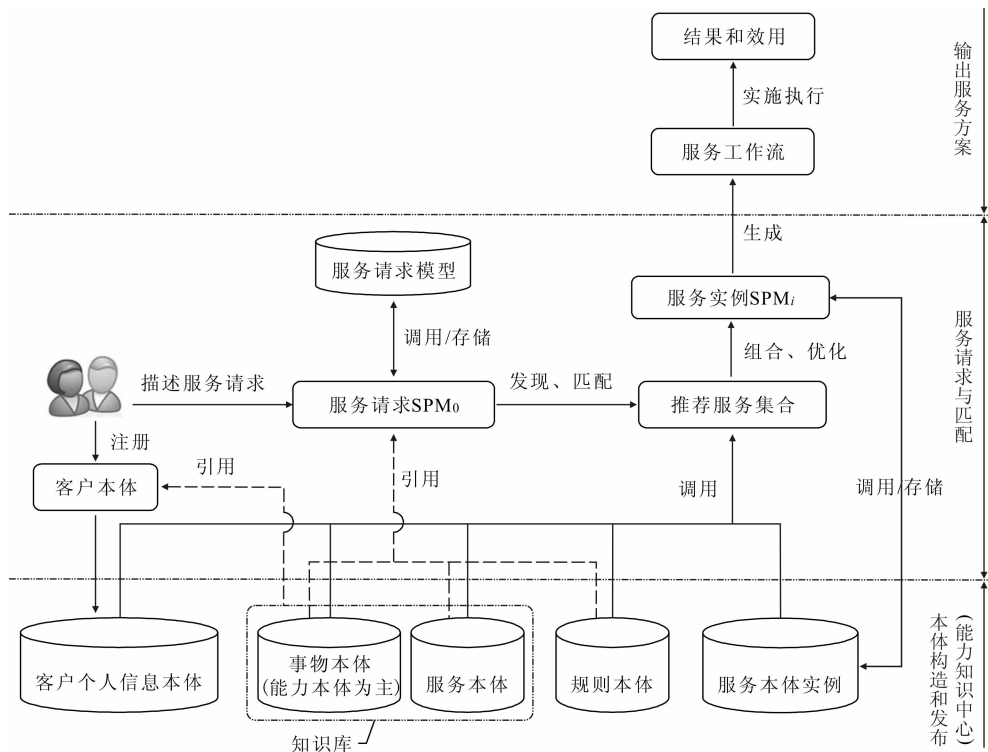 结果和效用
实施执行
服务工作流
输出服务方案
生成
服务请求模型
服务实例SPMi
调用/存储
组合、优化
描述服务请求
服务请求SPM0
发现、匹配
推荐服务集合
服务请求与匹配
注册
客户本体
引用
引用
调用
调用/存储
客户个人信息本体
事物本体
(能力本体为主)
服务本体
规则本体
服务本体实例
知识库
(能力知识中心)
本体构造和发布